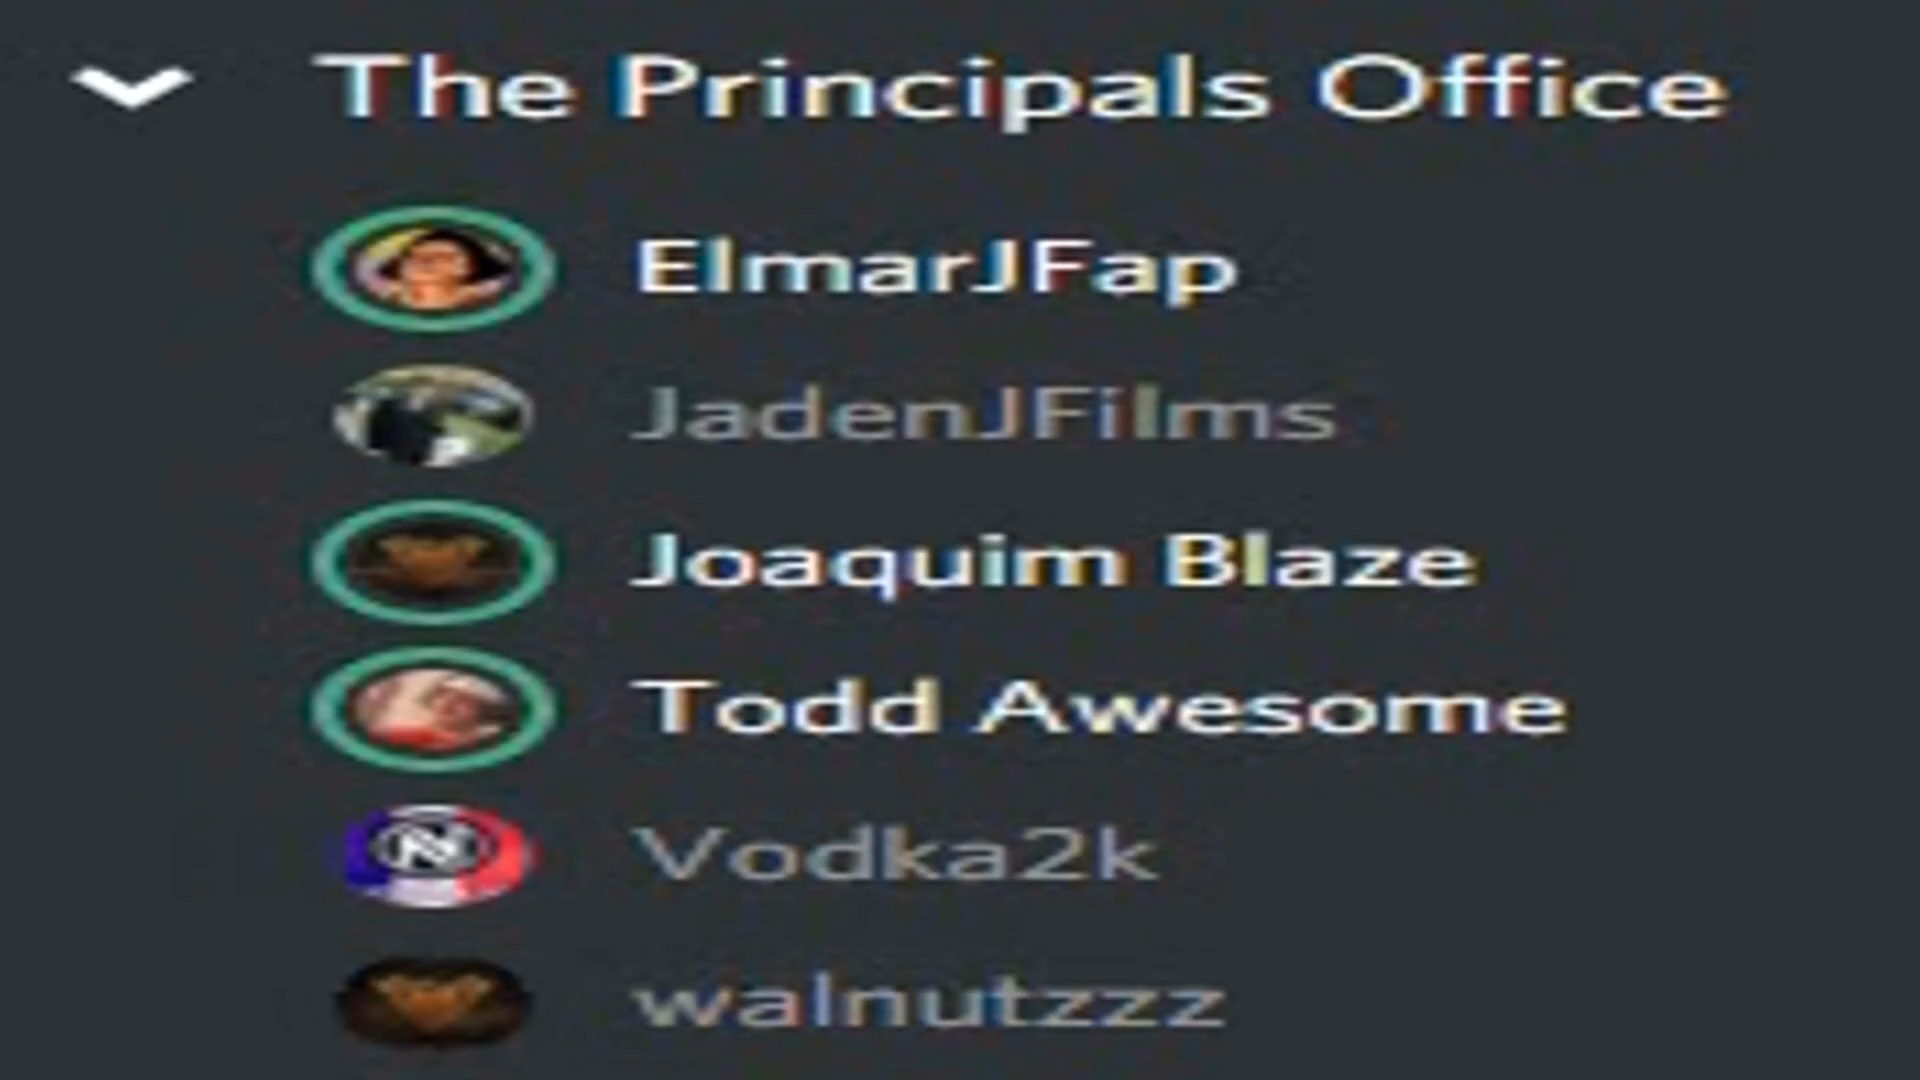 The Principals Office
ElmarJFap
JadenJFilms
Joaquim Blaze
Todd Awesome
Vodka2k
walnutzzz